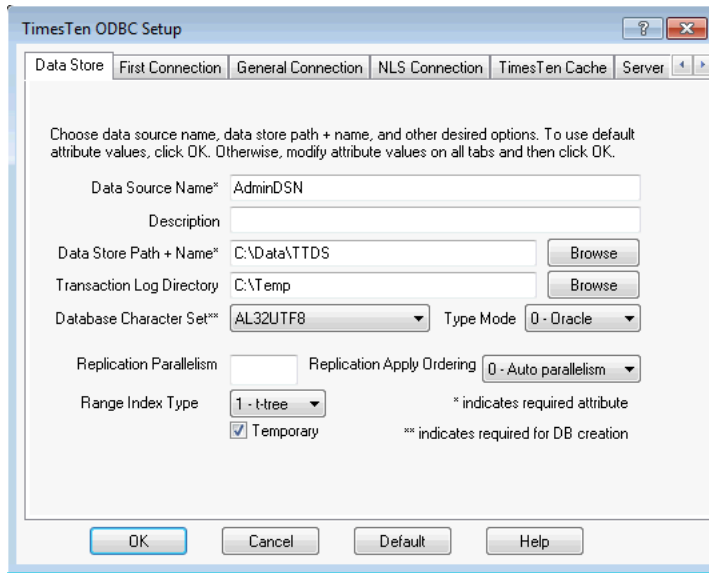 TimesTen ODBC Setup
Data Store First Connection General Connection NLS Connection TimesTen Cache Server
Choose data source name, data store path + name, and other desired options. To use default
attribute values, click OK. Otherwise, modify attribute values on all tabs and then click OK.
Data Source Name* AdminDSN
Description
Data Store Path + Name* C:\Data\TTDS Browse
Transaction Log Directory C:\Temp Browse
Database Character Set** AL32UTF8 Type Mode 0 - Oracle
Replication Parallelism Replication Apply Ordering 0 - Auto parallelism
Range Index Type 1 - t-tree * indicates required attribute
Temporary ** indicates required for DB creation
OK Cancel Default Help